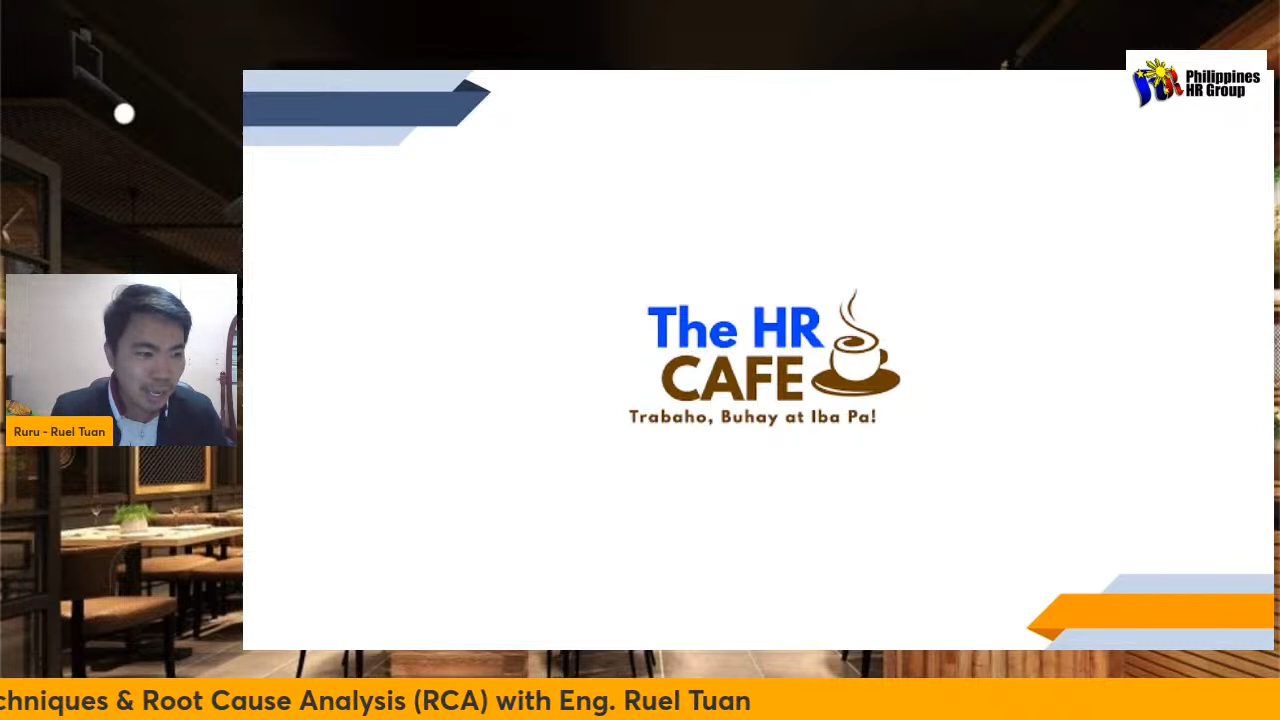 Philippines
HR Group
The HR
CAFE
Trabaho, Buhay at Iba Pa!
Ruru - Ruel Tuan
chniques & Root Cause Analysis (RCA) with Eng. Ruel Tuan